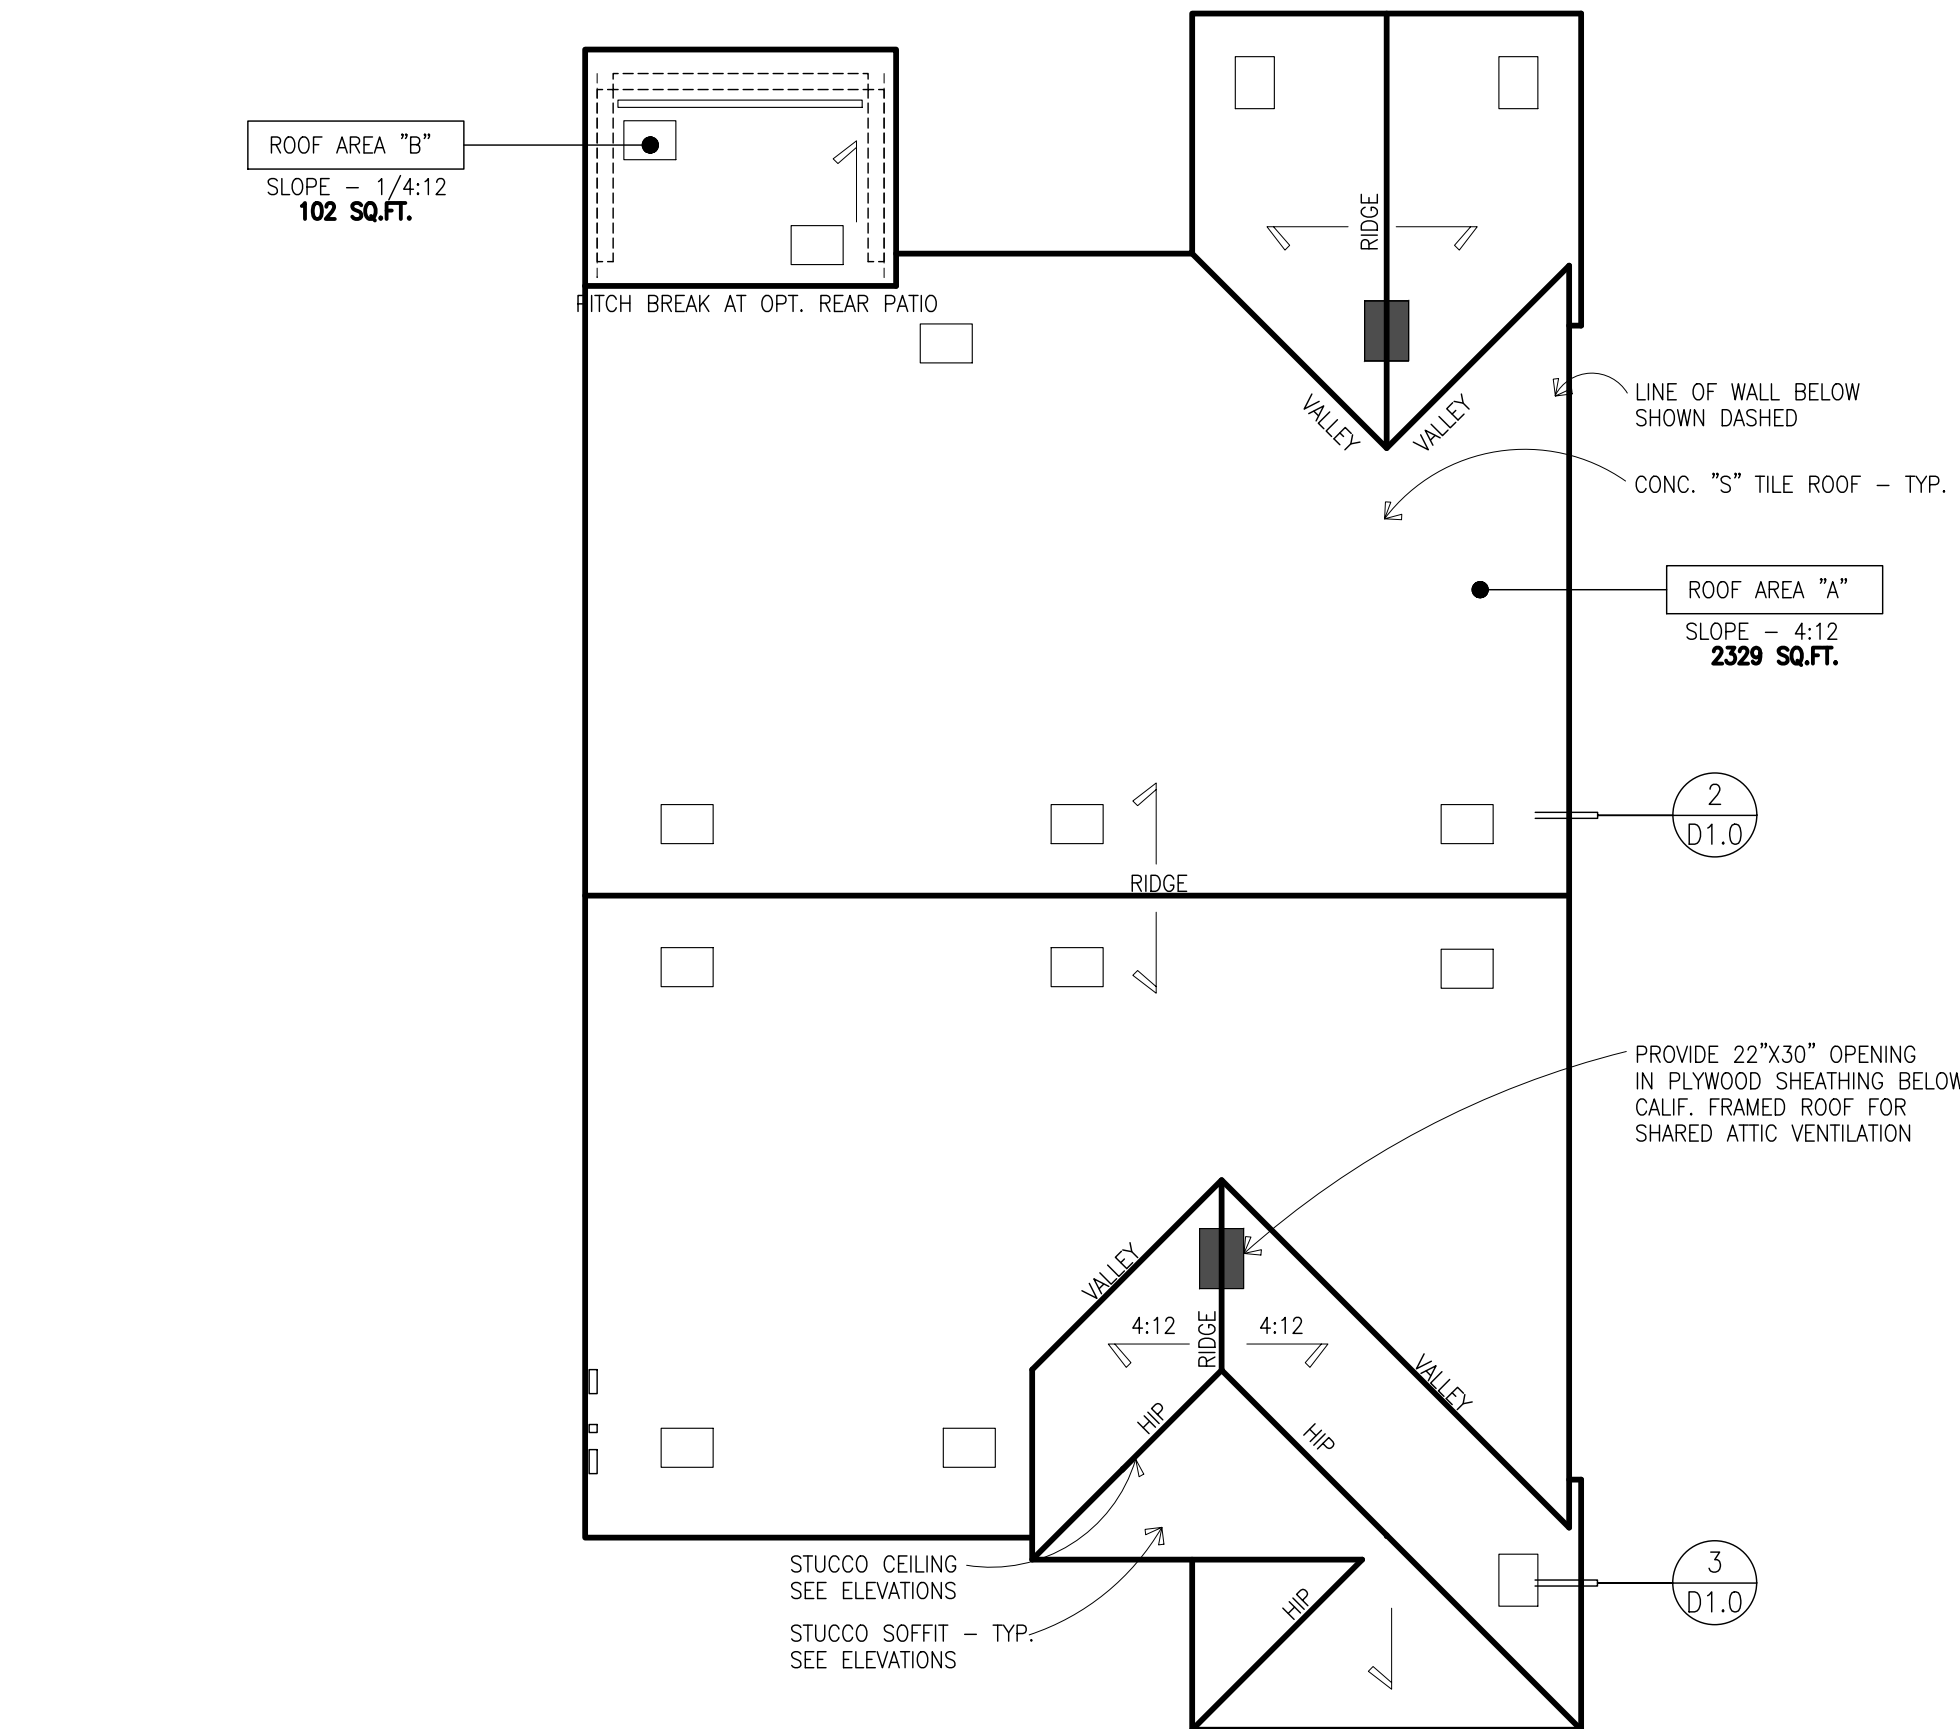 ROOF AREA "B"
SLOPE – 1/4:12
102 SQ.FT.
PITCH BREAK AT OPT. REAR PATIO
RIDGE
VALLEY
VALLEY
LINE OF WALL BELOW
SHOWN DASHED
CONC. "S" TILE ROOF – TYP.
ROOF AREA "A"
SLOPE – 4:12
2329 SQ.FT.
2
D1.0
RIDGE
PROVIDE 22"X30" OPENING
IN PLYWOOD SHEATHING BELOW
CALIF. FRAMED ROOF FOR
SHARED ATTIC VENTILATION
VALLEY
4:12
RIDGE
4:12
VALLEY
HIP
HIP
STUCCO CEILING
SEE ELEVATIONS
STUCCO SOFFIT – TYP.
SEE ELEVATIONS
HIP
3
D1.0